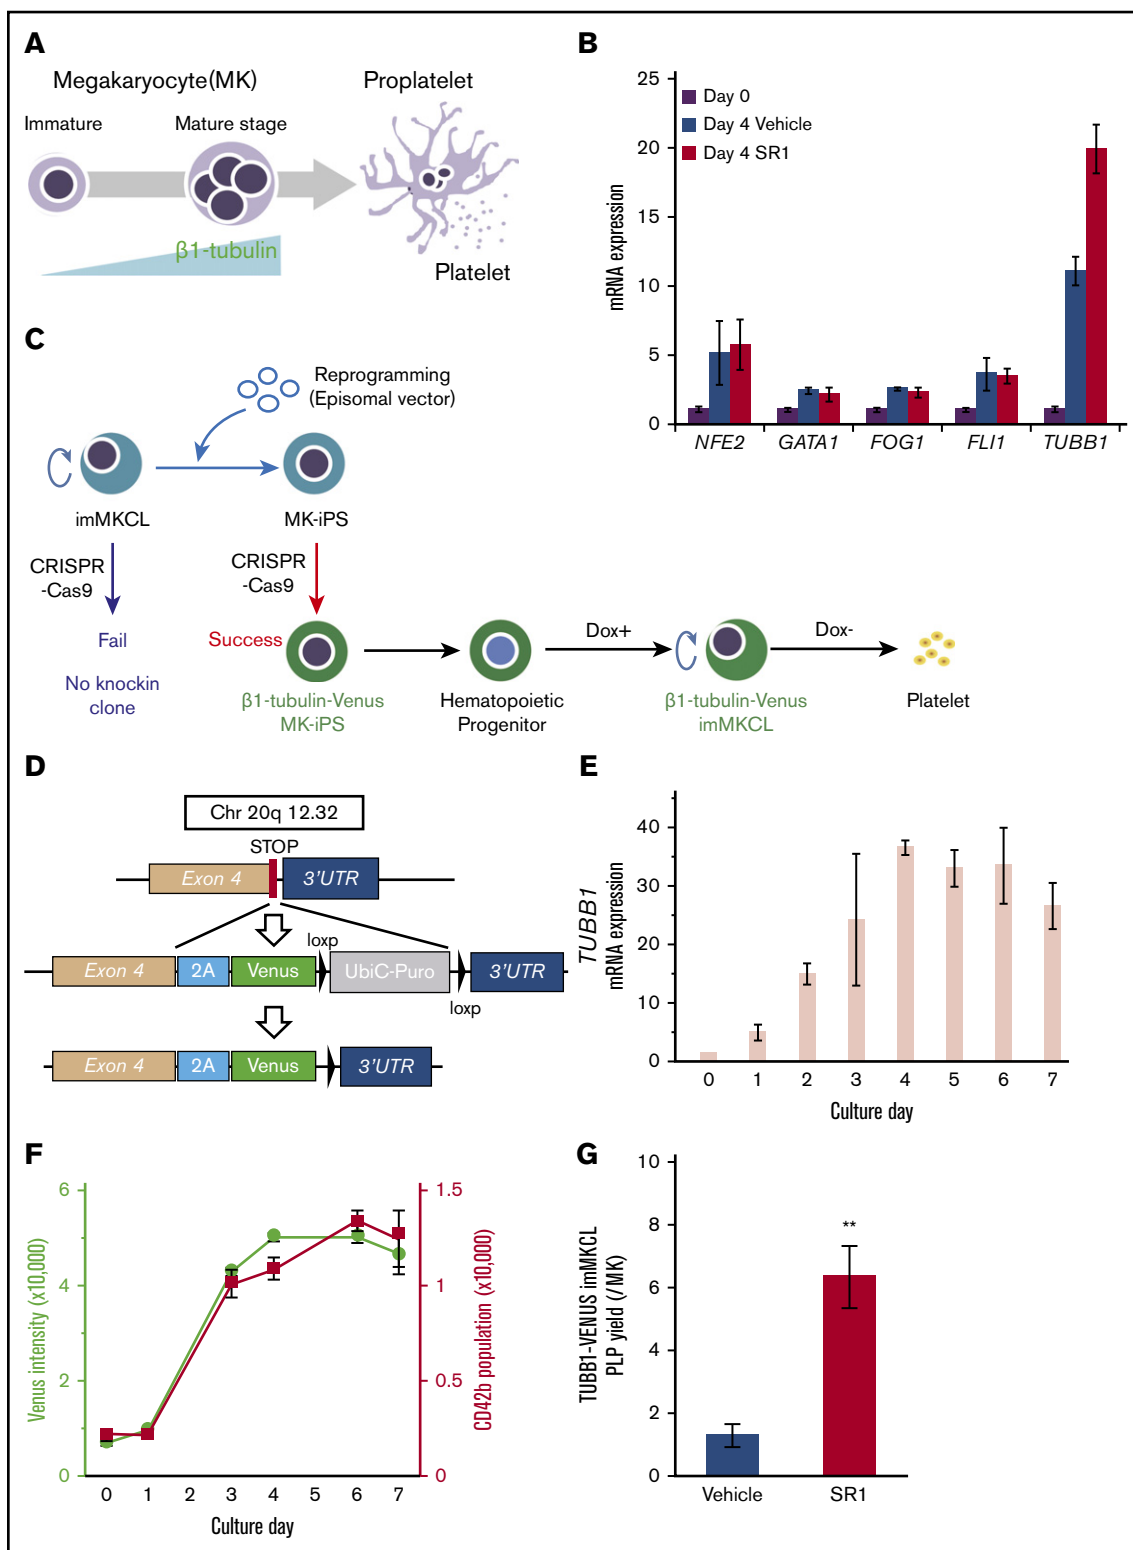 A
Megakaryocyte(MK)
Proplatelet
Immature
Mature stage
β1-tubulin
Platelet
B
25
20
15
10
5
0
mRNA expression
Day 0
Day 4 Vehicle
Day 4 SR1
NFE2
GATA1
FOG1
FLI1
TUBB1
C
Reprogramming
(Episomal vector)
imMKCL
MK-iPS
CRISPR
-Cas9
CRISPR
-Cas9
Fail
No knockin
clone
Success
β1-tubulin-Venus
MK-iPS
Hematopoietic
Progenitor
Dox+
β1-tubulin-Venus
imMKCL
Dox-
Platelet
D
Chr 20q 12.32
STOP
Exon 4
3'UTR
loxp
Exon 4
2A
Venus
UbiC-Puro
3'UTR
loxp
Exon 4
2A
Venus
3'UTR
E
TUBB1
mRNA expression
40
30
20
10
0
0 1 2 3 4 5 6 7
Culture day
F
Venus intensity (x10,000)
6
4
2
0
1.5
1
0.5
0
CD42b population (x10,000)
0 1 2 3 4 5 6 7
Culture day
G
TUBB1-VENUS imMKCL
PLP yield (/MK)
10
8
6
4
2
0
**
Vehicle
SR1